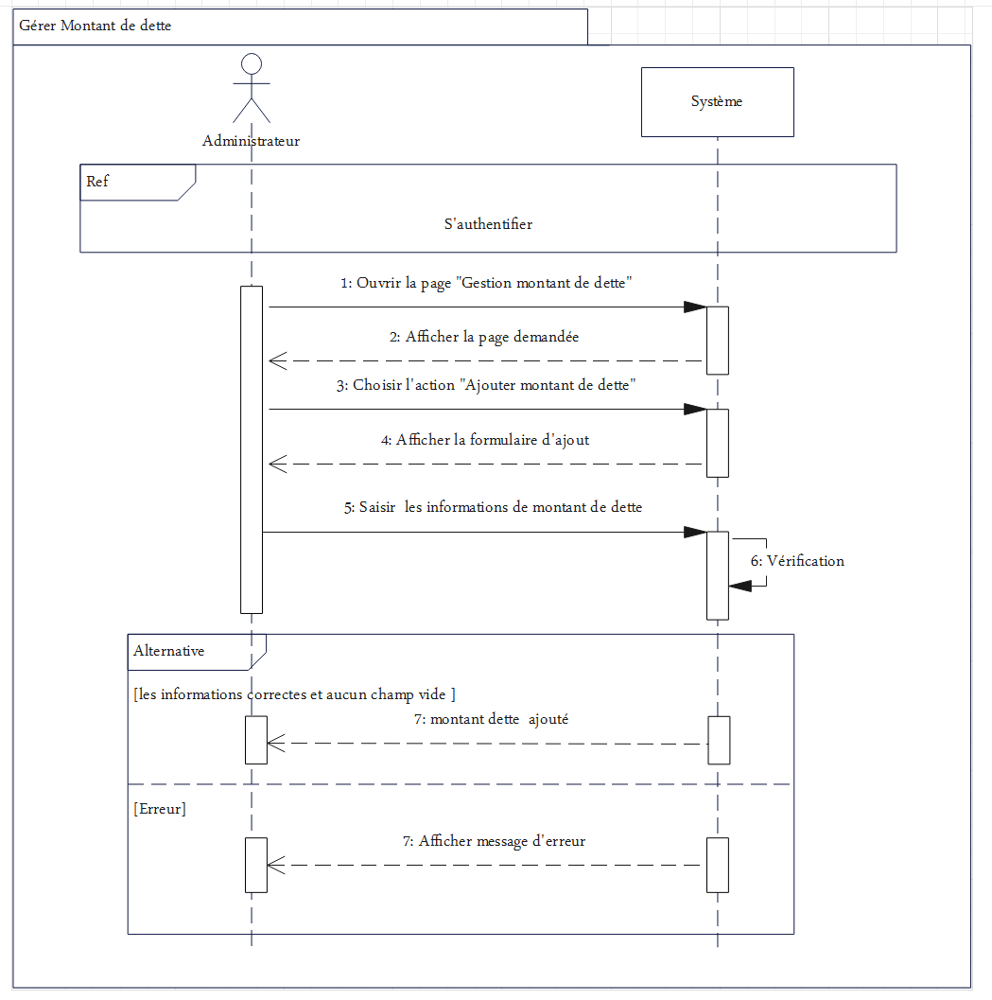 Gérer Montant de dette
Administrateur
Système
Ref
S'authentifier
1: Ouvrir la page "Gestion montant de dette"
2: Afficher la page demandée
3: Choisir l'action "Ajouter montant de dette"
4: Afficher la formulaire d'ajout
5: Saisir  les informations de montant de dette
6: Vérification
Alternative
[les informations correctes et aucun champ vide ]
7: montant dette  ajouté
[Erreur]
7: Afficher message d'erreur